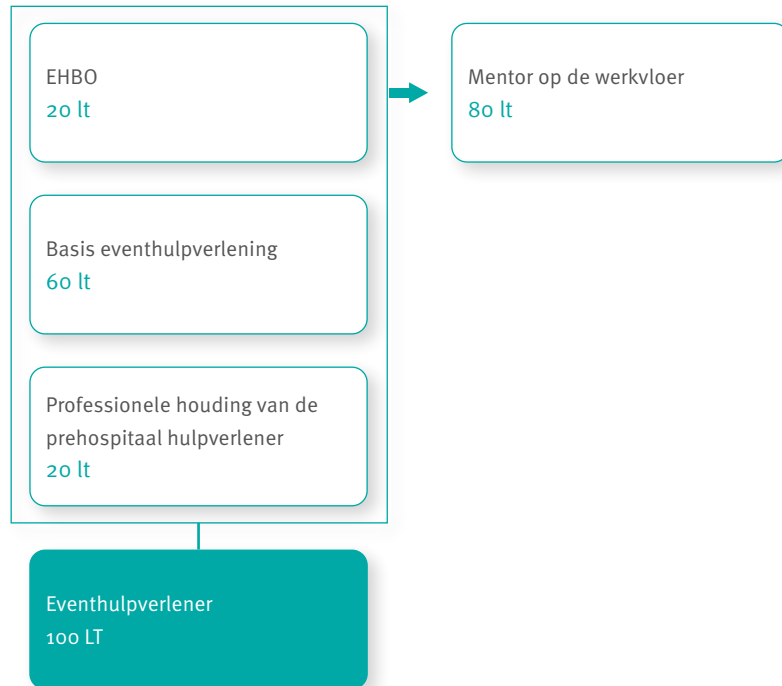 EHBO
20 lt
Mentor op de werkvloer
80 lt
Basis eventhulpverlening
60 lt
Professionele houding van de
prehospitaal hulpverlener
20 lt
Eventhulpverlener
100 LT